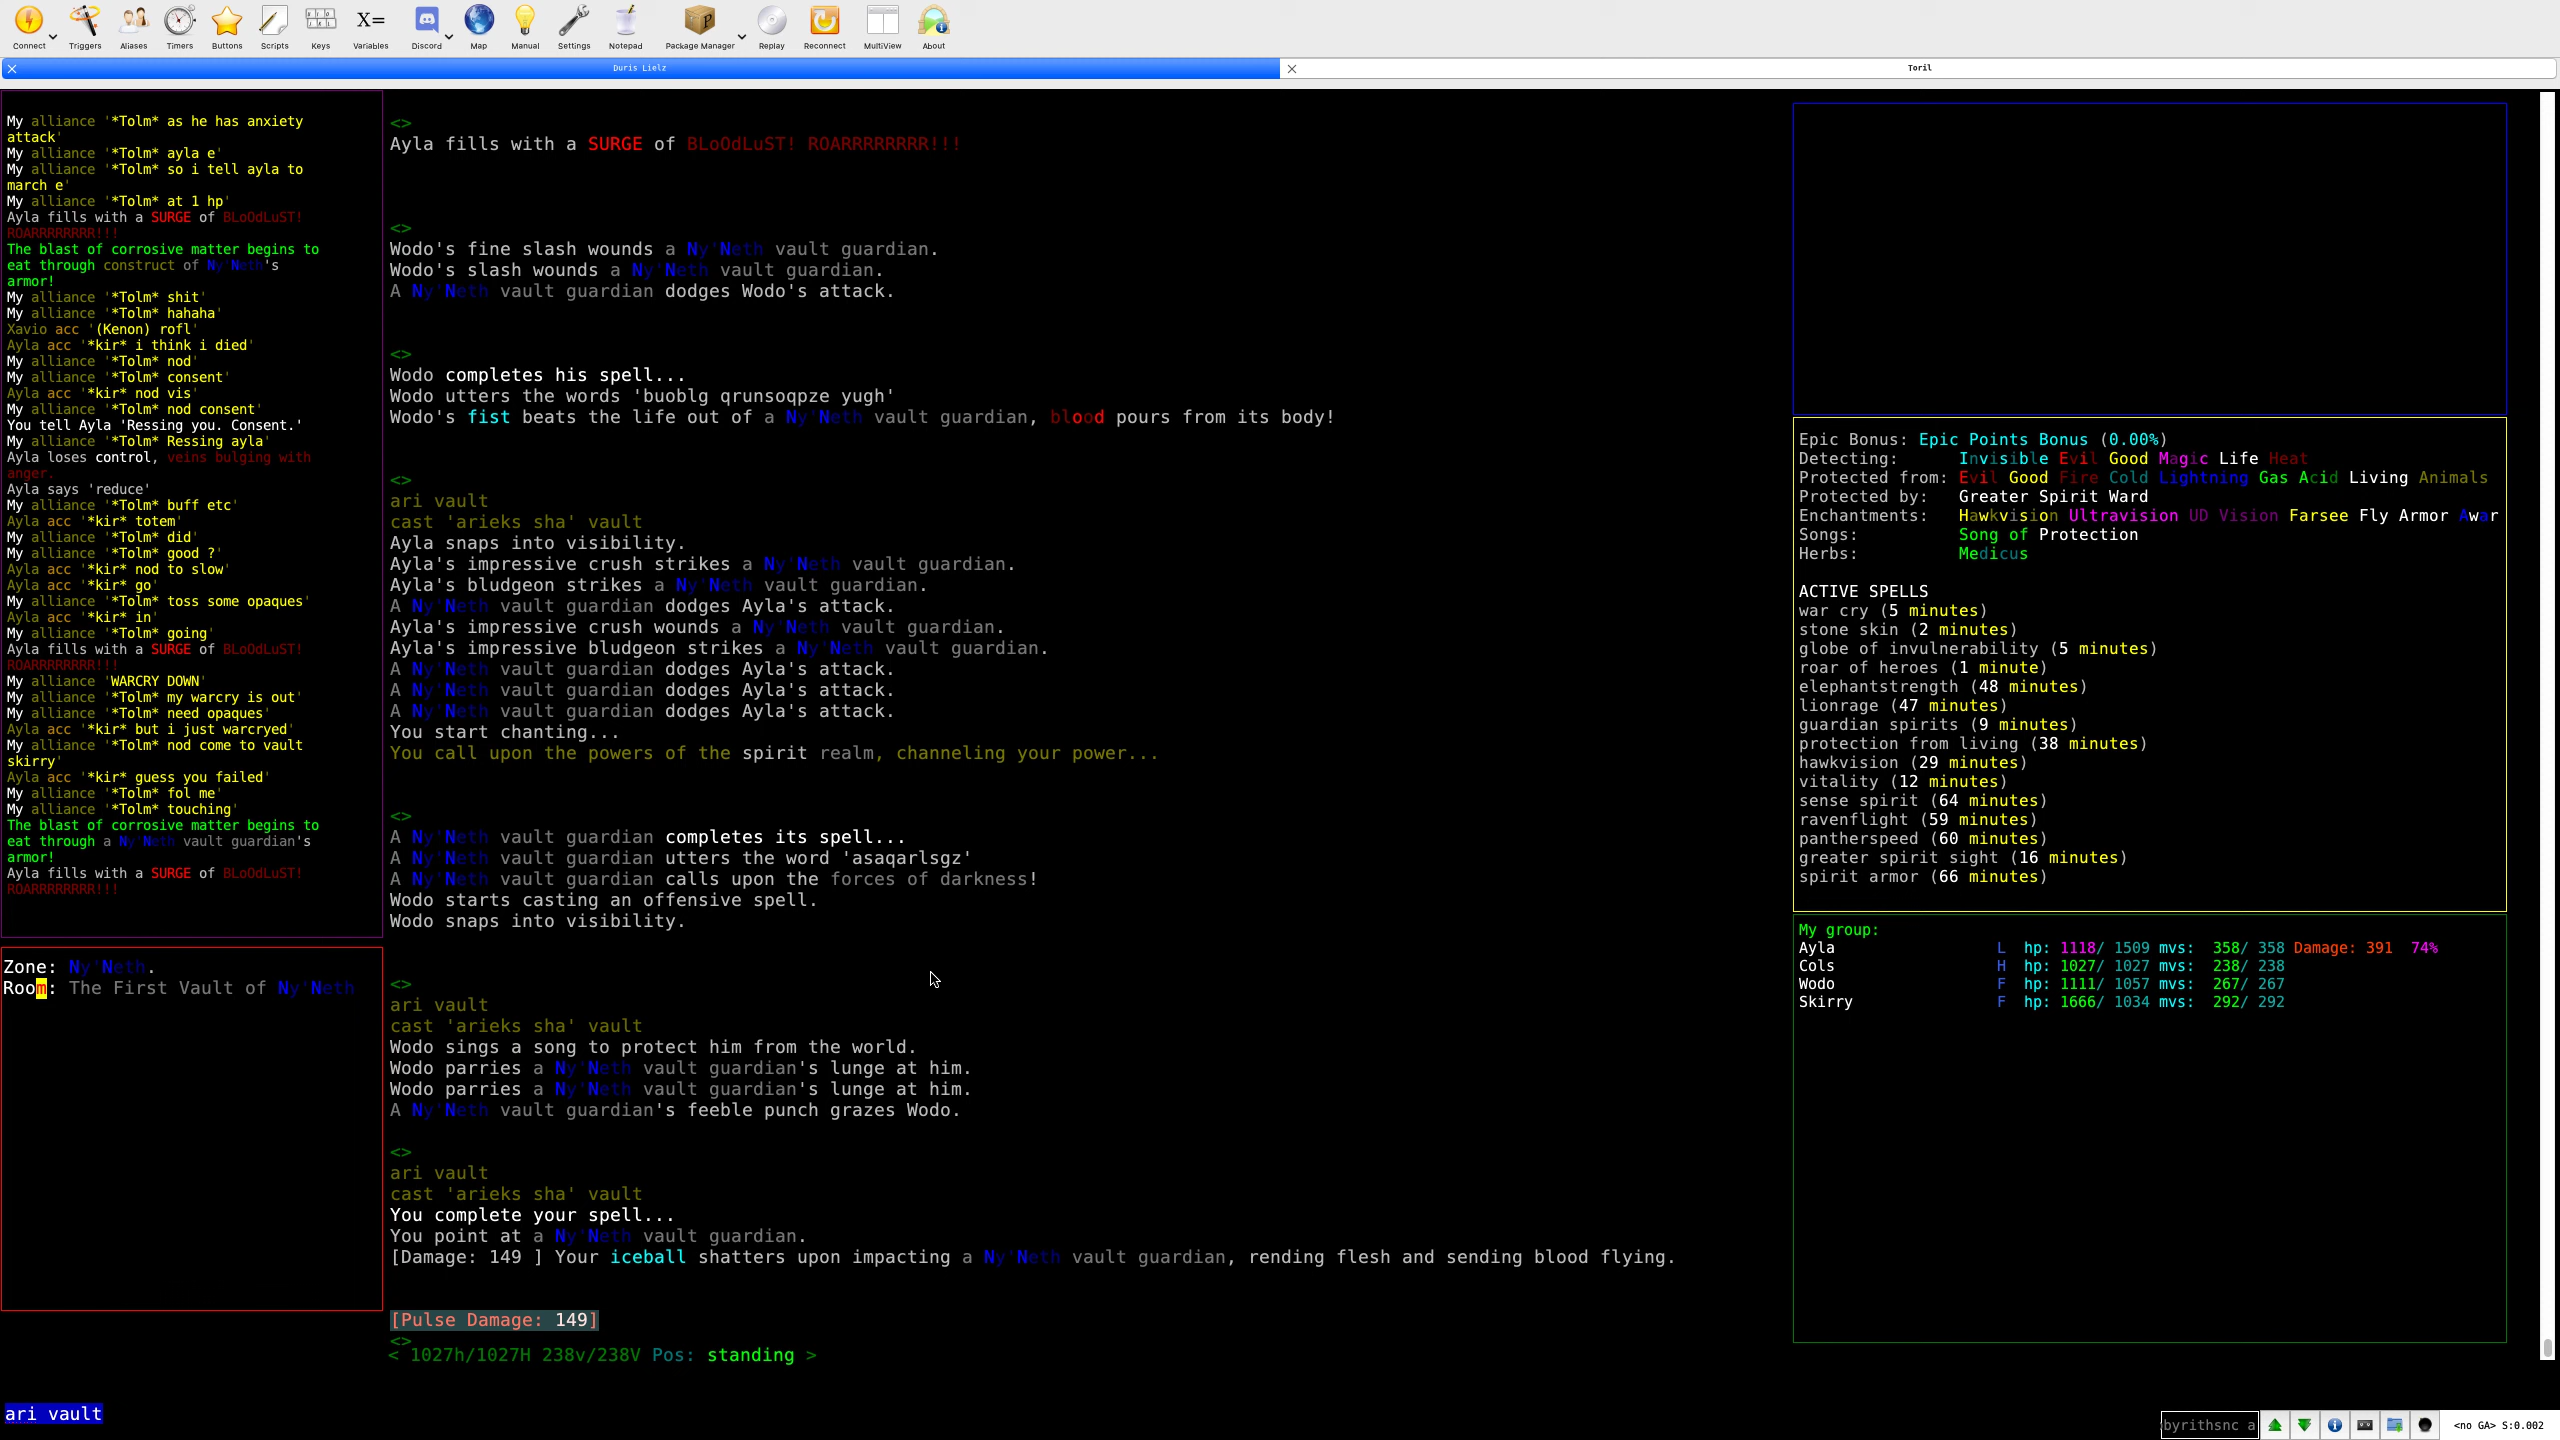 Connect
Triggers
Aliases
Timers
Buttons
Scripts
Keys
X=
Variables
Discord
Map
Manual
Settings
Notepad
Package Manager
Replay
Reconnect
MultiView
About
Duris Lielz
Toril
My alliance '*Tolm* as he has anxiety
attack'
My alliance '*Tolm* ayla e'
My alliance '*Tolm* so i tell ayla to
march e'
My alliance '*Tolm* at 1 hp'
Ayla fills with a SURGE of BLoOdLuST!
ROARRRRRRRR!!!
The blast of corrosive matter begins to
eat through construct of Ny'Neth's
armor!
My alliance '*Tolm* shit'
My alliance '*Tolm* hahaha'
Xavio acc '(Kenon) rofl'
Ayla acc '*kir* i think i died'
My alliance '*Tolm* nod'
My alliance '*Tolm* consent'
Ayla acc '*kir* nod vis'
My alliance '*Tolm* nod consent'
You tell Ayla 'Ressing you. Consent.'
My alliance '*Tolm* Ressing ayla'
Ayla loses control, veins bulging with
anger.
Ayla says 'reduce'
My alliance '*Tolm* buff etc'
Ayla acc '*kir* totem'
My alliance '*Tolm* did'
My alliance '*Tolm* good ?'
Ayla acc '*kir* nod to slow'
Ayla acc '*kir* go'
My alliance '*Tolm* toss some opaques'
Ayla acc '*kir* in'
My alliance '*Tolm* going'
Ayla fills with a SURGE of BLoOdLuST!
ROARRRRRRRR!!!
My alliance 'WARCRY DOWN'
My alliance '*Tolm* my warcry is out'
My alliance '*Tolm* need opaques'
Ayla acc '*kir* but i just warcryed'
My alliance '*Tolm* nod come to vault
skirry'
Ayla acc '*kir* guess you failed'
My alliance '*Tolm* fol me'
My alliance '*Tolm* touching'
The blast of corrosive matter begins to
eat through a Ny'Neth vault guardian's
armor!
Ayla fills with a SURGE of BLoOdLuST!
ROARRRRRRRR!!!
Zone: Ny'Neth.
Room: The First Vault of Ny'Neth
<>
Ayla fills with a SURGE of BLoOdLuST! ROARRRRRRRR!!!
<>
Wodo's fine slash wounds a Ny'Neth vault guardian.
Wodo's slash wounds a Ny'Neth vault guardian.
A Ny'Neth vault guardian dodges Wodo's attack.
<>
Wodo completes his spell...
Wodo utters the words 'buoblg qrunsoqpze yugh'
Wodo's fist beats the life out of a Ny'Neth vault guardian, blood pours from its body!
<>
ari vault
cast 'arieks sha' vault
Ayla snaps into visibility.
Ayla's impressive crush strikes a Ny'Neth vault guardian.
Ayla's bludgeon strikes a Ny'Neth vault guardian.
A Ny'Neth vault guardian dodges Ayla's attack.
Ayla's impressive crush wounds a Ny'Neth vault guardian.
Ayla's impressive bludgeon strikes a Ny'Neth vault guardian.
A Ny'Neth vault guardian dodges Ayla's attack.
A Ny'Neth vault guardian dodges Ayla's attack.
A Ny'Neth vault guardian dodges Ayla's attack.
You start chanting...
You call upon the powers of the spirit realm, channeling your power...
<>
A Ny'Neth vault guardian completes its spell...
A Ny'Neth vault guardian utters the word 'asaqarlsgz'
A Ny'Neth vault guardian calls upon the forces of darkness!
Wodo starts casting an offensive spell.
Wodo snaps into visibility.
<>
ari vault
cast 'arieks sha' vault
Wodo sings a song to protect him from the world.
Wodo parries a Ny'Neth vault guardian's lunge at him.
Wodo parries a Ny'Neth vault guardian's lunge at him.
A Ny'Neth vault guardian's feeble punch grazes Wodo.
<>
ari vault
cast 'arieks sha' vault
You complete your spell...
You point at a Ny'Neth vault guardian.
[Damage: 149 ] Your iceball shatters upon impacting a Ny'Neth vault guardian, rending flesh and sending blood flying.
[Pulse Damage: 149]
<>
< 1027h/1027H 238v/238V Pos: standing >
Epic Bonus: Epic Points Bonus (0.00%)
Detecting: Invisible Evil Good Magic Life Heat
Protected from: Evil Good Fire Cold Lightning Gas Acid Living Animals
Protected by: Greater Spirit Ward
Enchantments: Hawkvision Ultravision UD Vision Farsee Fly Armor Awar
Songs: Song of Protection
Herbs: Medicus
ACTIVE SPELLS
war cry (5 minutes)
stone skin (2 minutes)
globe of invulnerability (5 minutes)
roar of heroes (1 minute)
elephantstrength (48 minutes)
lionrage (47 minutes)
guardian spirits (9 minutes)
protection from living (38 minutes)
hawkvision (29 minutes)
vitality (12 minutes)
sense spirit (64 minutes)
ravenflight (59 minutes)
pantherspeed (60 minutes)
greater spirit sight (16 minutes)
spirit armor (66 minutes)
My group:
Ayla L hp: 1118/ 1509 mvs: 358/ 358 Damage: 391 74%
Cols H hp: 1027/ 1027 mvs: 238/ 238
Wodo F hp: 1111/ 1057 mvs: 267/ 267
Skirry F hp: 1666/ 1034 mvs: 292/ 292
ari vault
byrithsnc a
<no GA> S:0.002